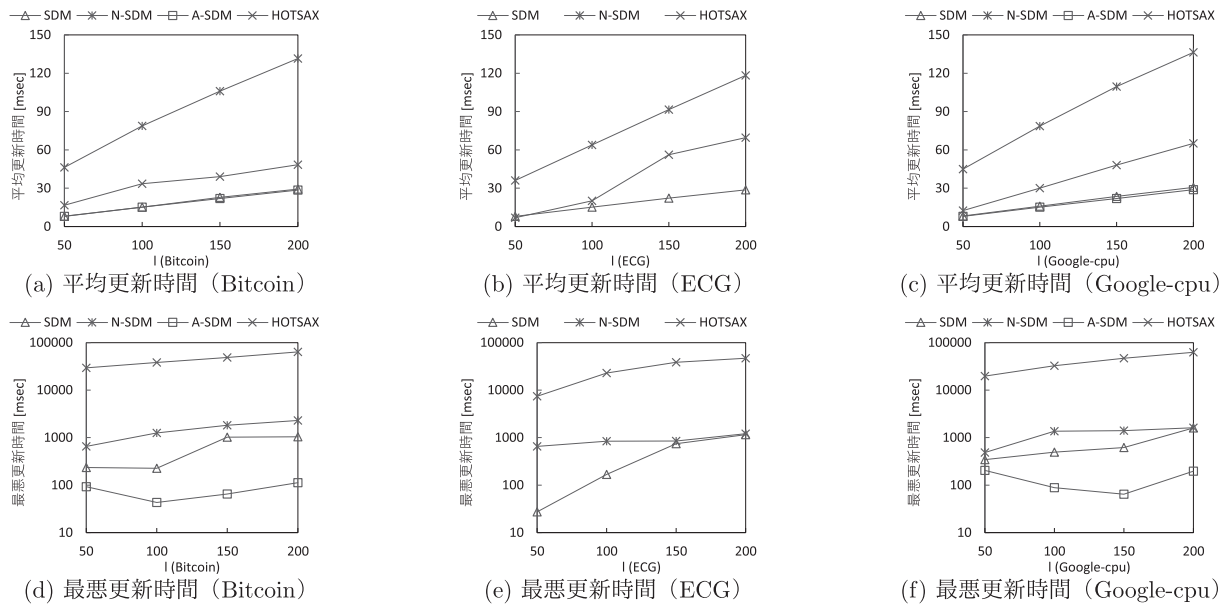 SDM N-SDM A-SDM HOTSAX
平均更新時間 [msec]
150
120
90
60
30
0
50 100 150 200
l (Bitcoin)
(a) 平均更新時間（Bitcoin）
SDM N-SDM HOTSAX
平均更新時間 [msec]
150
120
90
60
30
0
50 100 150 200
l (ECG)
(b) 平均更新時間（ECG）
SDM N-SDM A-SDM HOTSAX
平均更新時間 [msec]
150
120
90
60
30
0
50 100 150 200
l (Google-cpu)
(c) 平均更新時間（Google-cpu）
SDM N-SDM A-SDM HOTSAX
最悪更新時間 [msec]
100000
10000
1000
100
10
50 100 150 200
l (Bitcoin)
(d) 最悪更新時間（Bitcoin）
SDM N-SDM HOTSAX
最悪更新時間 [msec]
100000
10000
1000
100
10
50 100 150 200
l (ECG)
(e) 最悪更新時間（ECG）
SDM N-SDM A-SDM HOTSAX
最悪更新時間 [msec]
100000
10000
1000
100
10
50 100 150 200
l (Google-cpu)
(f) 最悪更新時間（Google-cpu）